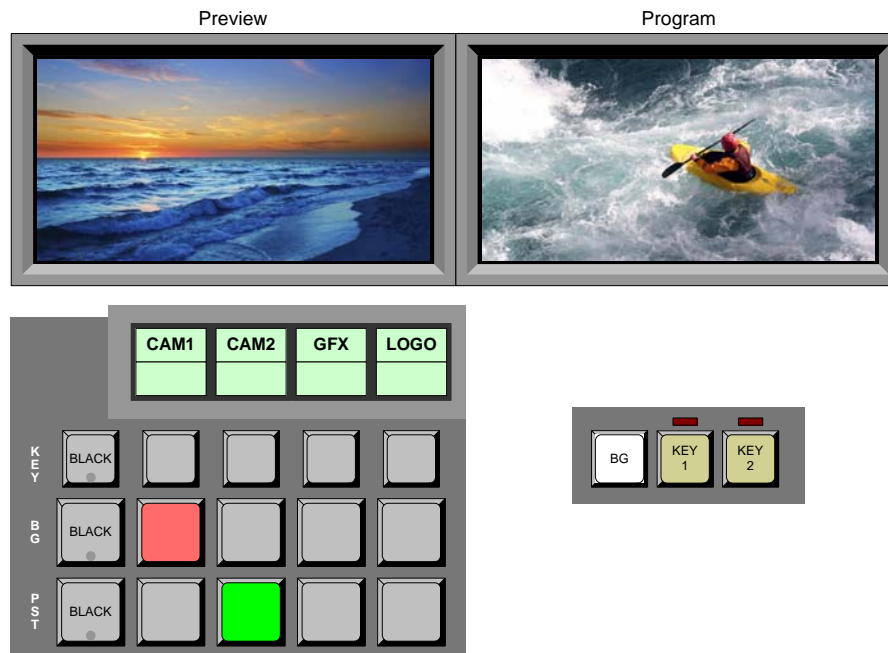 Preview Program
CAM1 CAM2 GFX LOGO
KEY
BLACK
BG
BLACK
PST
BLACK
BG
KEY
1
KEY
2